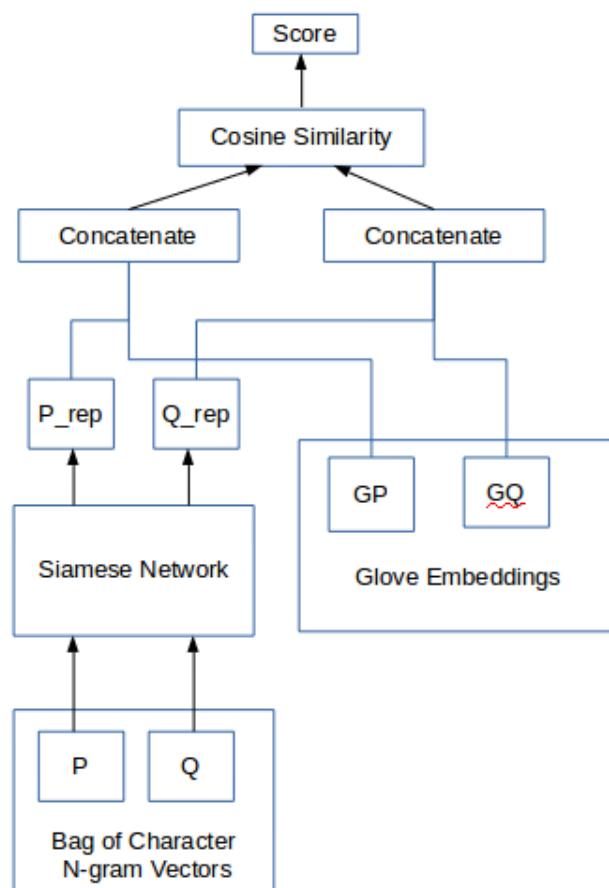 Score
Cosine Similarity
Concatenate
Concatenate
P_rep
Q_rep
GP
GQ
Siamese Network
Glove Embeddings
P
Q
Bag of Character
N-gram Vectors